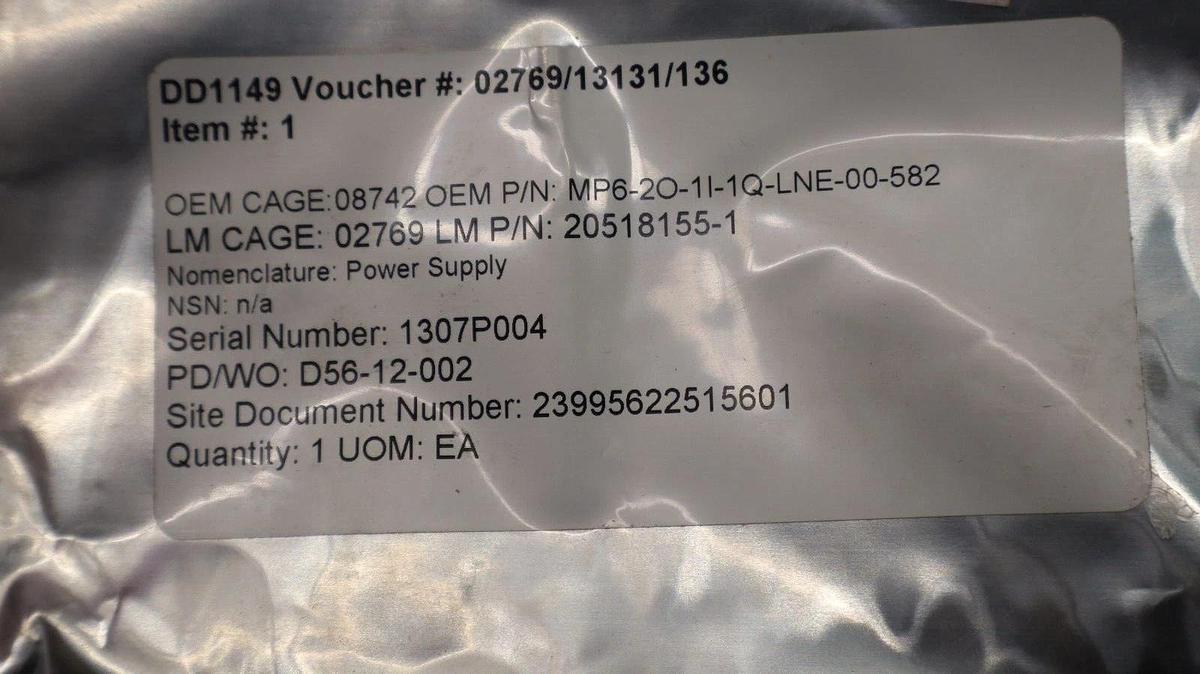 DD1149 Voucher #: 02769/13131/136
Item #: 1
OEM CAGE:08742 OEM P/N: MP6-2O-1I-1Q-LNE-00-582
LM CAGE: 02769 LM P/N: 20518155-1
Nomenclature: Power Supply
NSN: n/a
Serial Number: 1307P004
PD/WO: D56-12-002
Site Document Number: 23995622515601
Quantity: 1 UOM: EA